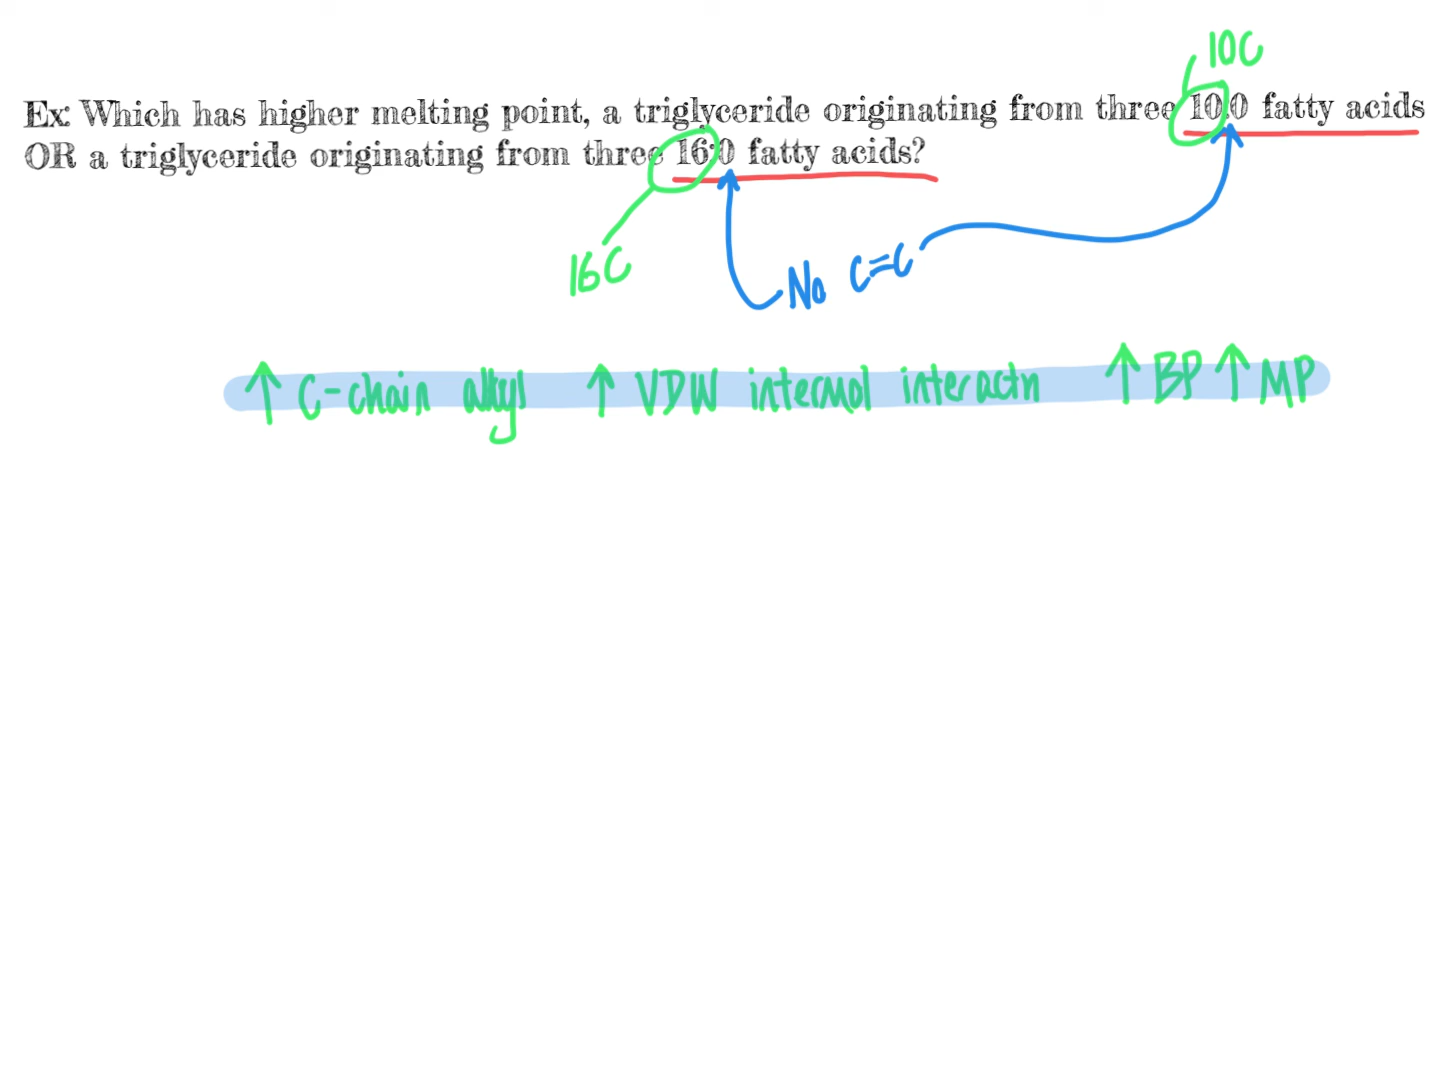 10C
Ex: Which has higher melting point, a triglyceride originating from three 10:0 fatty acids
OR a triglyceride originating from three 16:0 fatty acids?
16C
No C=C
↑ C-chain alkyl ↑ VDW intermol interactn ↑ BP ↑ MP